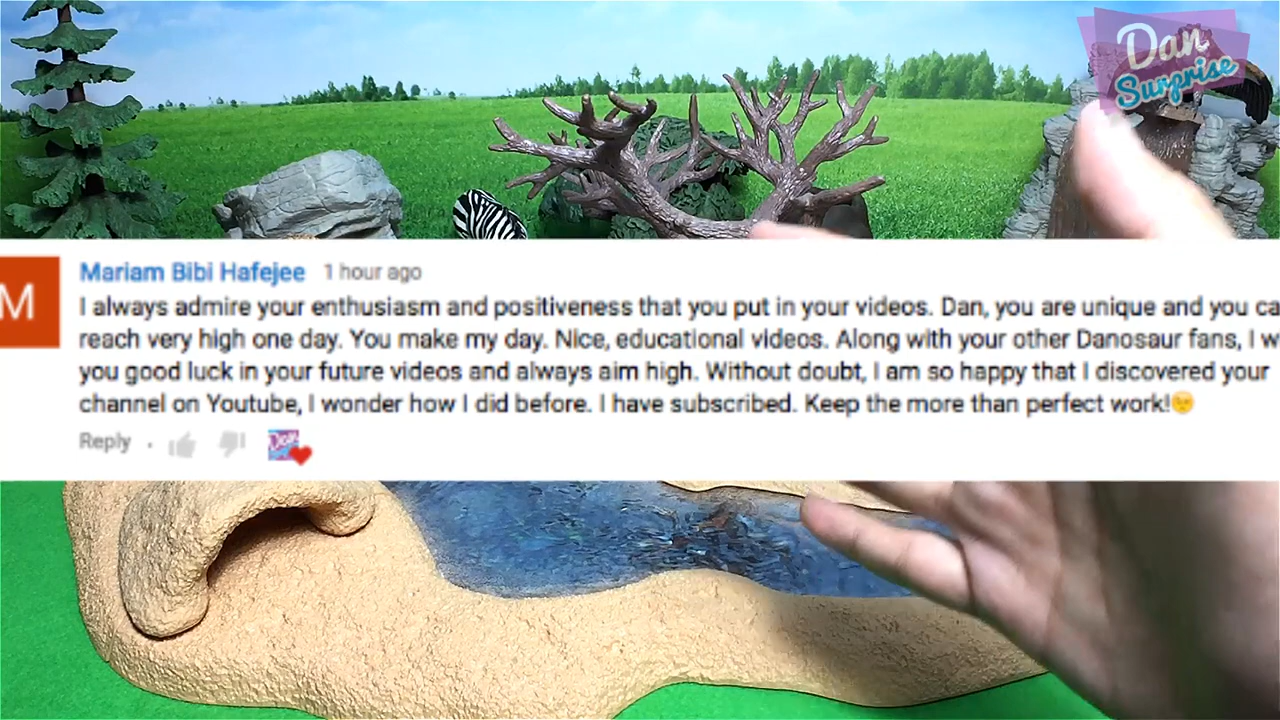 Dan
Surprise
M
Mariam Bibi Hafejee 1 hour ago
I always admire your enthusiasm and positiveness that you put in your videos. Dan, you are unique and you ca
reach very high one day. You make my day. Nice, educational videos. Along with your other Danosaur fans, I w
you good luck in your future videos and always aim high. Without doubt, I am so happy that I discovered your
channel on Youtube, I wonder how I did before. I have subscribed. Keep the more than perfect work!😣
Reply
Dan